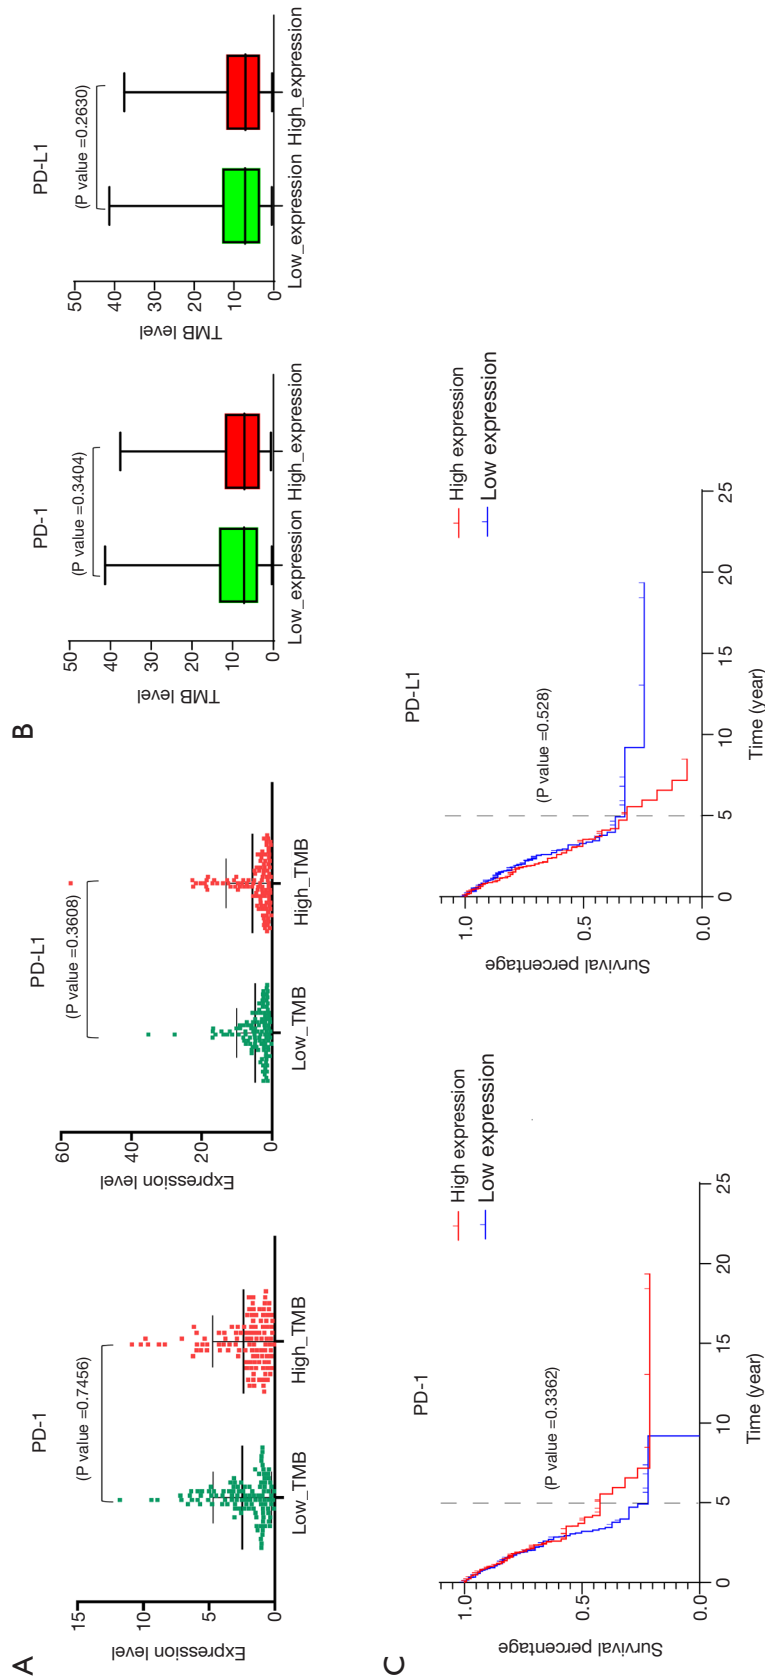 A
PD-1
(P value =0.7456)
Expression level
15
10
5
0
Low_TMB
High_TMB
PD-L1
(P value =0.3608)
Expression level
60
40
20
0
Low_TMB
High_TMB
B
PD-1
(P value =0.3404)
TMB level
50
40
30
20
10
0
Low_expression
High_expression
PD-L1
(P value =0.2630)
TMB level
50
40
30
20
10
0
Low_expression
High_expression
C
PD-1
(P value =0.3362)
High expression
Low expression
Survival percentage
1.0
0.5
0.0
0 5 10 15 20 25
Time (year)
PD-L1
(P value =0.528)
High expression
Low expression
Survival percentage
1.0
0.5
0.0
0 5 10 15 20 25
Time (year)